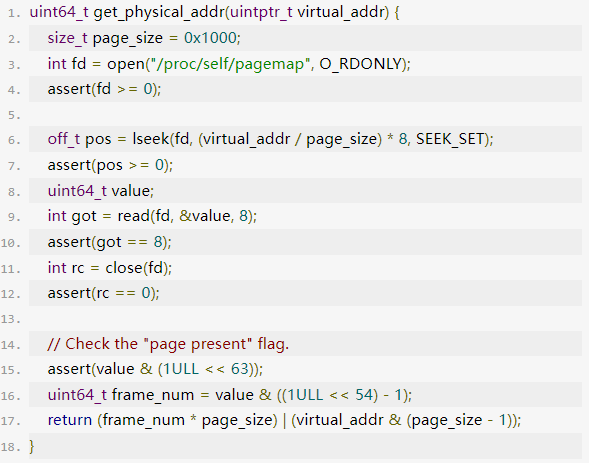 1. uint64_t get_physical_addr(uintptr_t virtual_addr) {
2.     size_t page_size = 0x1000;
3.     int fd = open("/proc/self/pagemap", O_RDONLY);
4.     assert(fd >= 0);
5.
6.     off_t pos = lseek(fd, (virtual_addr / page_size) * 8, SEEK_SET);
7.     assert(pos >= 0);
8.     uint64_t value;
9.     int got = read(fd, &value, 8);
10.     assert(got == 8);
11.     int rc = close(fd);
12.     assert(rc == 0);
13.
14.     // Check the "page present" flag.
15.     assert(value & (1ULL << 63));
16.     uint64_t frame_num = value & ((1ULL << 54) - 1);
17.     return (frame_num * page_size) | (virtual_addr & (page_size - 1));
18. }